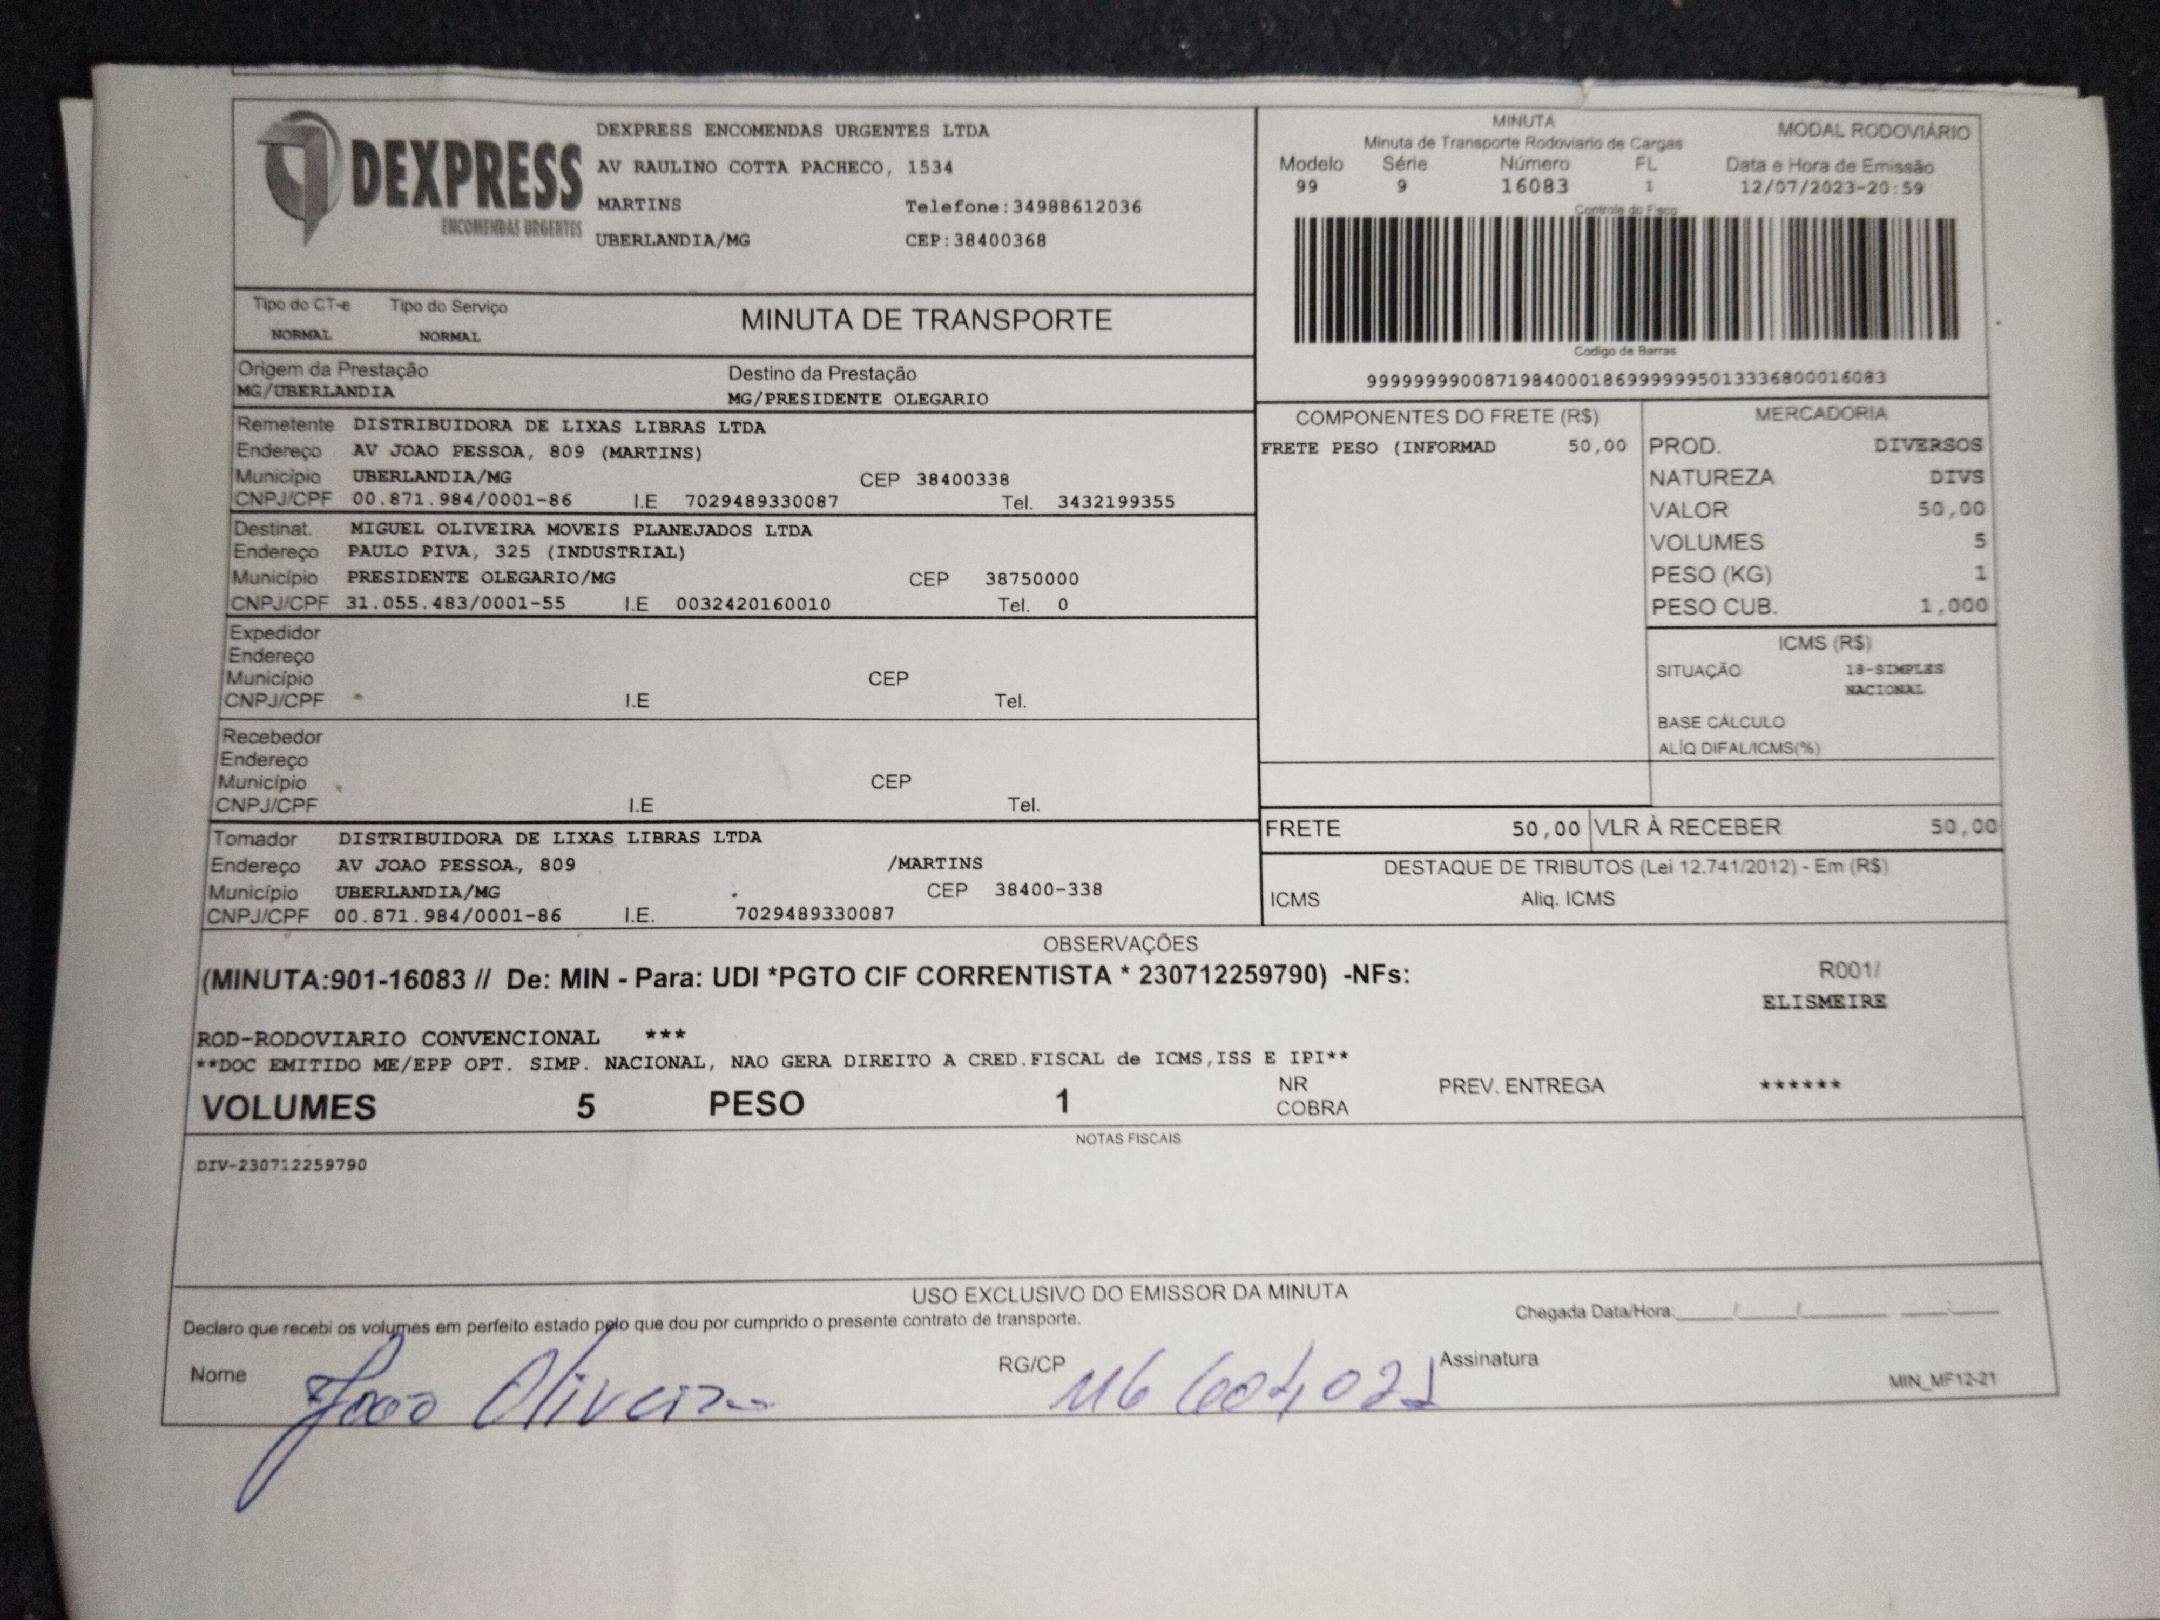 DEXPRESS
ENCOMENDAS URGENTES
DEXPRESS ENCOMENDAS URGENTES LTDA
AV RAULINO COTTA PACHECO, 1534
MARTINS Telefone:34988612036
UBERLANDIA/MG CEP:38400368
MINUTA
Minuta de Transporte Rodoviario de Cargas
MODAL RODOVIÁRIO
Modelo Série Número FL Data e Hora de Emissão
99 9 16083 1 12/07/2023-20:59
Controle do Fisco
Codigo de Barras
99999999008719840001869999999501333680001​6083
Tipo do CT-e Tipo do Serviço
NORMAL NORMAL
MINUTA DE TRANSPORTE
Origem da Prestação Destino da Prestação
MG/UBERLANDIA MG/PRESIDENTE OLEGARIO
Remetente DISTRIBUIDORA DE LIXAS LIBRAS LTDA
Endereço AV JOAO PESSOA, 809 (MARTINS)
Município UBERLANDIA/MG CEP 38400338
CNPJ/CPF 00.871.984/0001-86 I.E 7029489330087 Tel. 3432199355
Destinat. MIGUEL OLIVEIRA MOVEIS PLANEJADOS LTDA
Endereço PAULO PIVA, 325 (INDUSTRIAL)
Município PRESIDENTE OLEGARIO/MG CEP 38750000
CNPJ/CPF 31.055.483/0001-55 I.E 0032420160010 Tel. 0
Expedidor
Endereço
Município CEP
CNPJ/CPF I.E Tel.
Recebedor
Endereço
Município CEP
CNPJ/CPF I.E Tel.
Tomador DISTRIBUIDORA DE LIXAS LIBRAS LTDA
Endereço AV JOAO PESSOA, 809 /MARTINS
Município UBERLANDIA/MG CEP 38400-338
CNPJ/CPF 00.871.984/0001-86 I.E. 7029489330087
COMPONENTES DO FRETE (R$)
FRETE PESO (INFORMAD 50,00
MERCADORIA
PROD. DIVERSOS
NATUREZA DIVS
VALOR 50,00
VOLUMES 5
PESO (KG) 1
PESO CUB. 1,000
ICMS (R$)
SITUAÇÃO 18-SIMPLES
NACIONAL
BASE CÁLCULO
ALÍQ DIFAL/ICMS(%)
FRETE 50,00 VLR À RECEBER 50,00
DESTAQUE DE TRIBUTOS (Lei 12.741/2012) - Em (R$)
ICMS Aliq. ICMS
OBSERVAÇÕES
(MINUTA:901-16083 // De: MIN - Para: UDI *PGTO CIF CORRENTISTA * 230712259790) -NFs:
R001/
ELISMEIRE
ROD-RODOVIARIO CONVENCIONAL ***
**DOC EMITIDO ME/EPP OPT. SIMP. NACIONAL, NAO GERA DIREITO A CRED.FISCAL de ICMS,ISS E IPI**
VOLUMES 5 PESO 1 NR COBRA PREV. ENTREGA ******
NOTAS FISCAIS
DIV-230712259790
USO EXCLUSIVO DO EMISSOR DA MINUTA
Declaro que recebi os volumes em perfeito estado pelo que dou por cumprido o presente contrato de transporte.
Chegada Data/Hora:____/____/______ ___:___
Nome Joao Oliveira RG/CP Assinatura
MIN_MF12-21